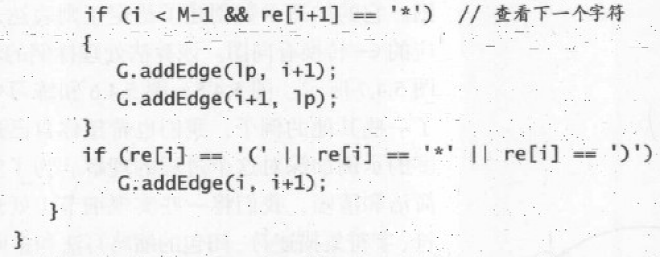 if (i < M-1 && re[i+1] == '*') // 查看下一个字符
{
G.addEdge(lp, i+1);
G.addEdge(i+1, lp);
}
if (re[i] == '(' || re[i] == '*' || re[i] == ')')
G.addEdge(i, i+1);
}
}